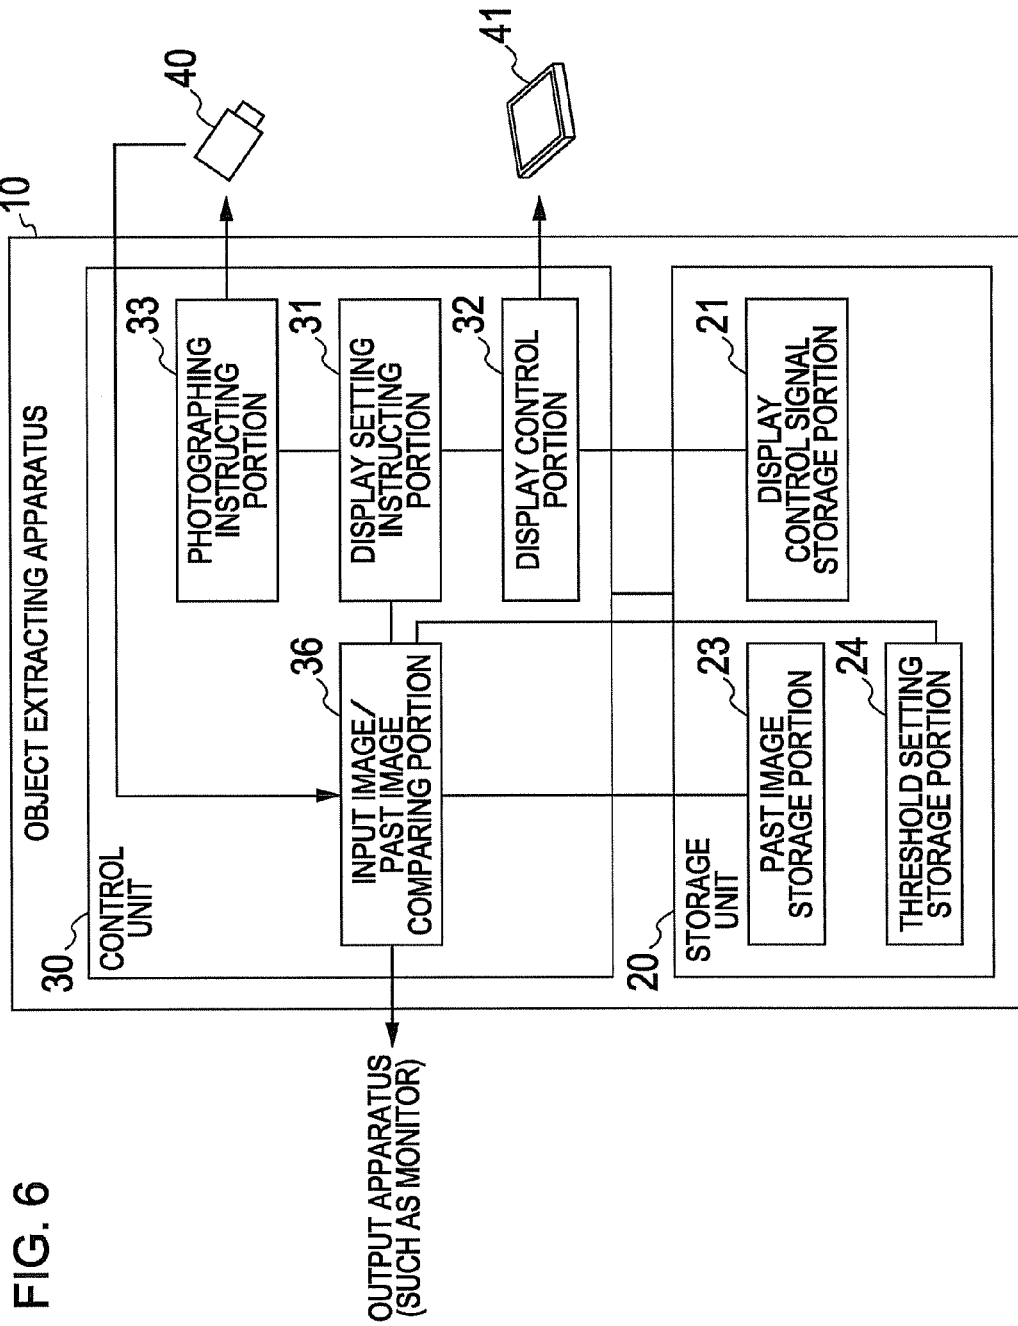 FIG. 6
OBJECT EXTRACTING APPARATUS
10
30
CONTROL
UNIT
33
PHOTOGRAPHING
INSTRUCTING
PORTION
40
36
INPUT IMAGE/
PAST IMAGE
COMPARING PORTION
31
DISPLAY SETTING
INSTRUCTING
PORTION
OUTPUT APPARATUS
(SUCH AS MONITOR)
32
DISPLAY CONTROL
PORTION
41
20
STORAGE
UNIT
23
PAST IMAGE
STORAGE PORTION
21
DISPLAY
CONTROL SIGNAL
STORAGE PORTION
24
THRESHOLD SETTING
STORAGE PORTION